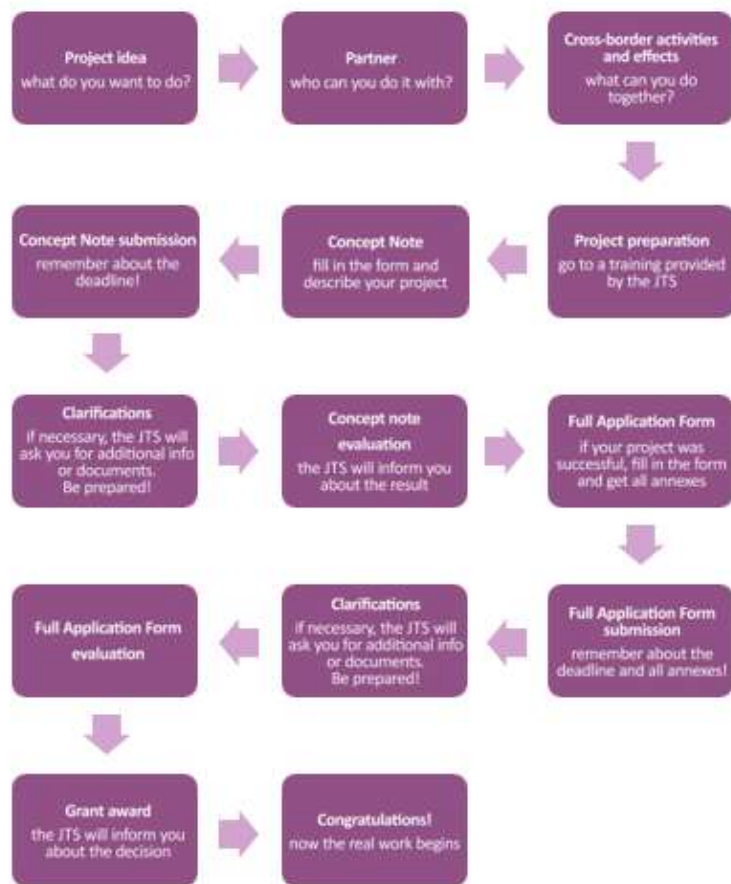 Project idea
what do you want to do?
Partner
who can you do it with?
Cross-border activities
and effects
what can you do
together?
Project preparation
go to a training provided
by the JTS
Concept Note
fill in the form and
describe your project
Concept Note submission
remember about the
deadline!
Clarifications
if necessary, the JTS will
ask you for additional info
or documents.
Be prepared!
Concept note
evaluation
the JTS will inform you
about the result
Full Application Form
if your project was
successful, fill in the form
and get all annexes
Full Application Form
submission
remember about the
deadline and all annexes!
Clarifications
if necessary, the JTS will
ask you for additional info
or documents.
Be prepared!
Full Application Form
evaluation
Grant award
the JTS will inform you
about the decision
Congratulations!
now the real work begins